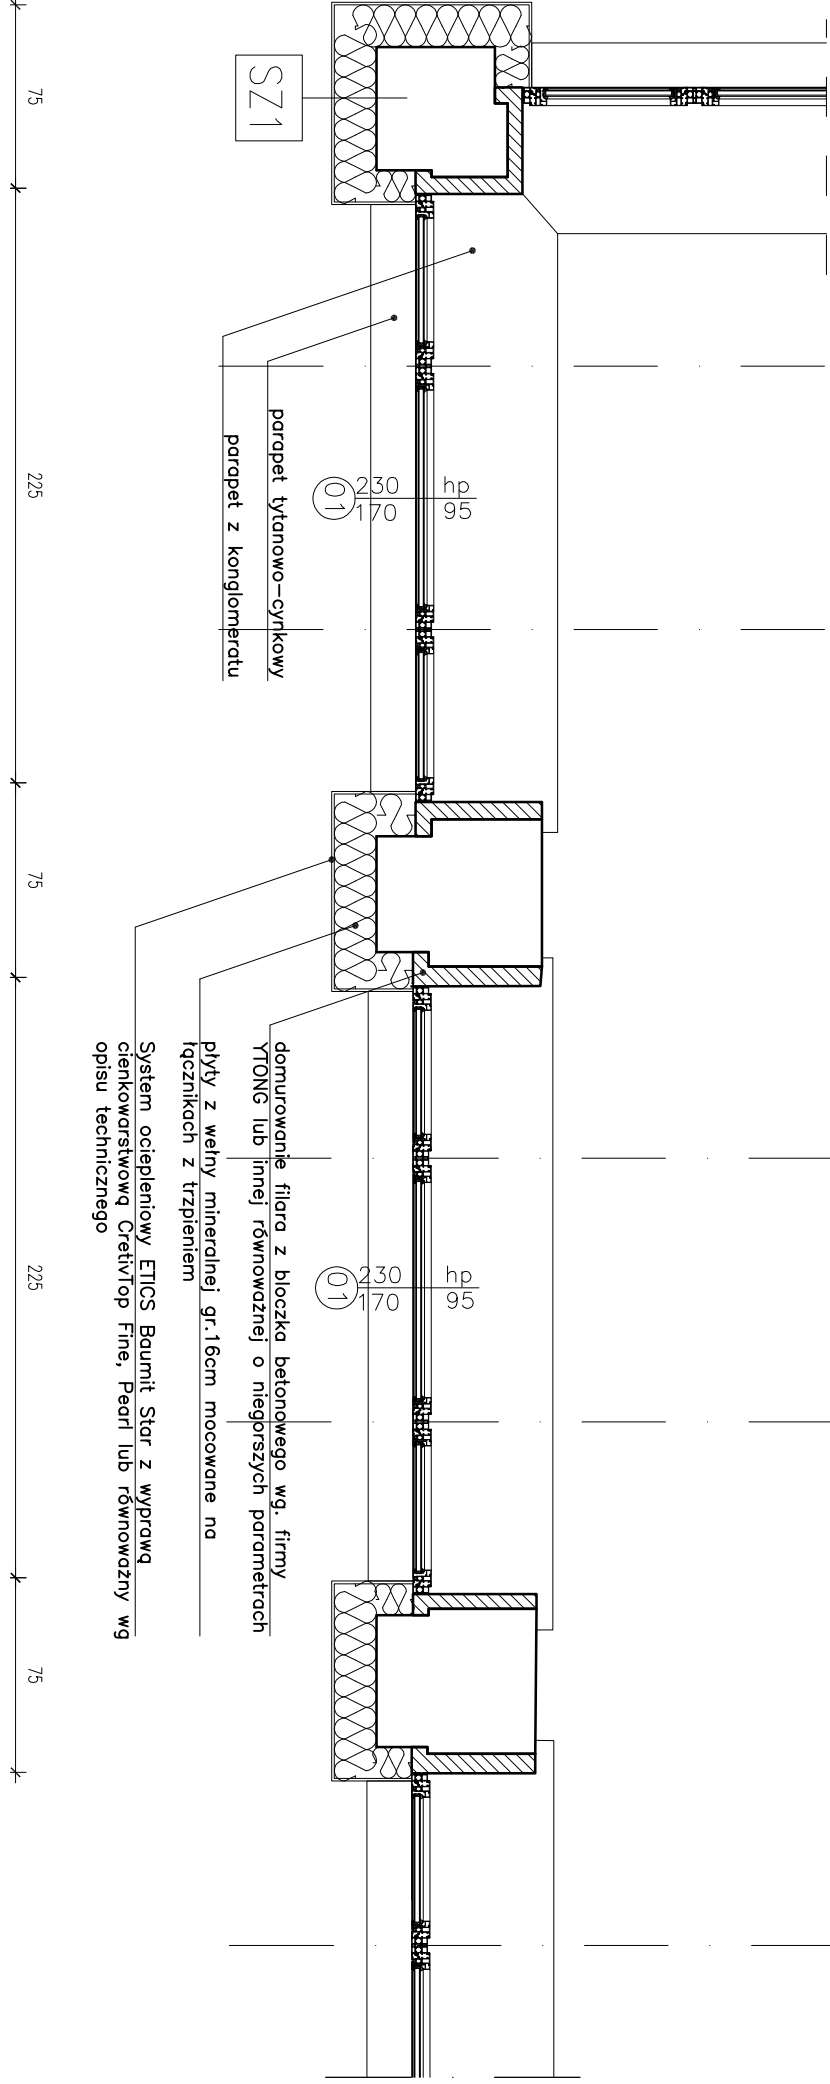 75
SZ1
225
parapet tytanowo-cynkowy
parapet z konglomeratu
01
230
170
hp
95
75
domurowanie filara z bloczka betonowego wg. firmy
YTONG lub innej równoważnej o niegorszych parametrach
płyty z wełny mineralnej gr.16cm mocowane na
łącznikach z trzpieniem
System ociepleniowy ETICS Baumit Star z wyprawą
cienkowarstwową CretivTop Fine, Pearl lub równoważny wg
opisu technicznego
225
01
230
170
hp
95
75